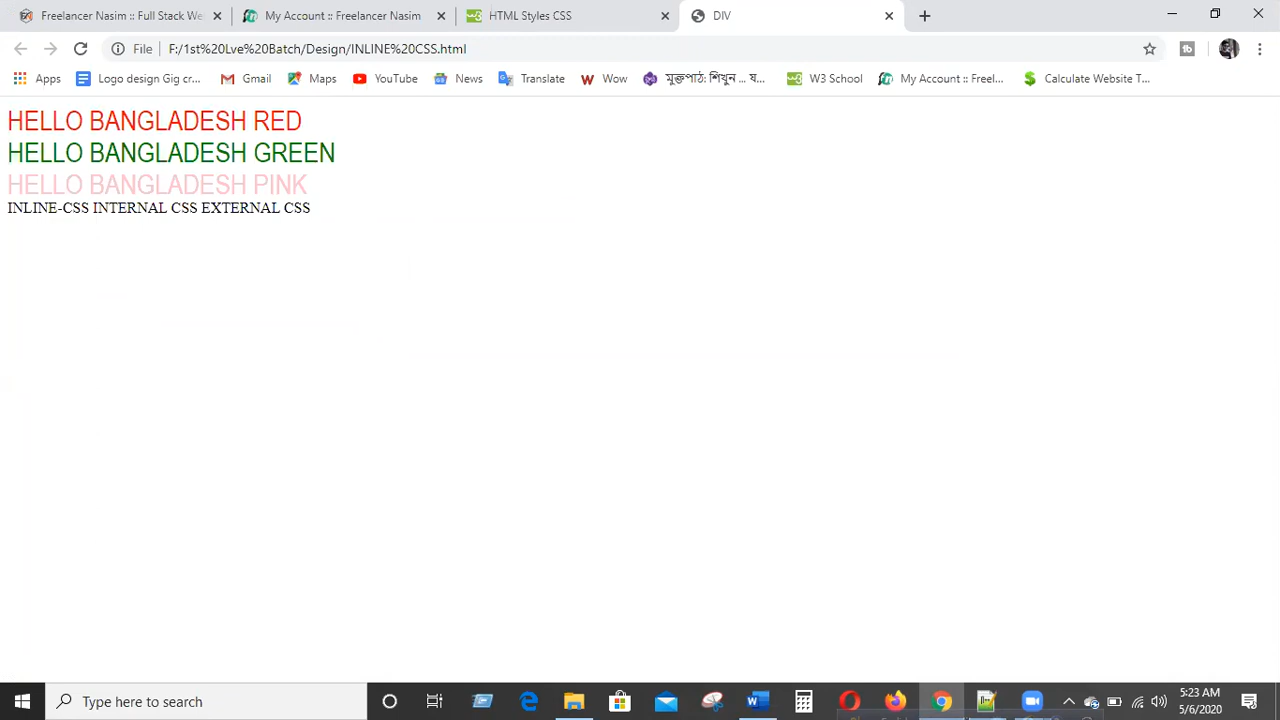 Freelancer Nasim :: Full Stack We
My Account :: Freelancer Nasim
HTML Styles CSS
DIV
File
F:/1st%20Lve%20Batch/Design/INLINE%20CSS.html
Apps
Logo design Gig cr...
Gmail
Maps
YouTube
News
Translate
Wow
মুক্তপাঠ: শিখুন ... য...
W3 School
My Account :: Freel...
Calculate Website T...
HELLO BANGLADESH RED
HELLO BANGLADESH GREEN
HELLO BANGLADESH PINK
INLINE-CSS INTERNAL CSS EXTERNAL CSS
Type here to search
5:23 AM
5/6/2020